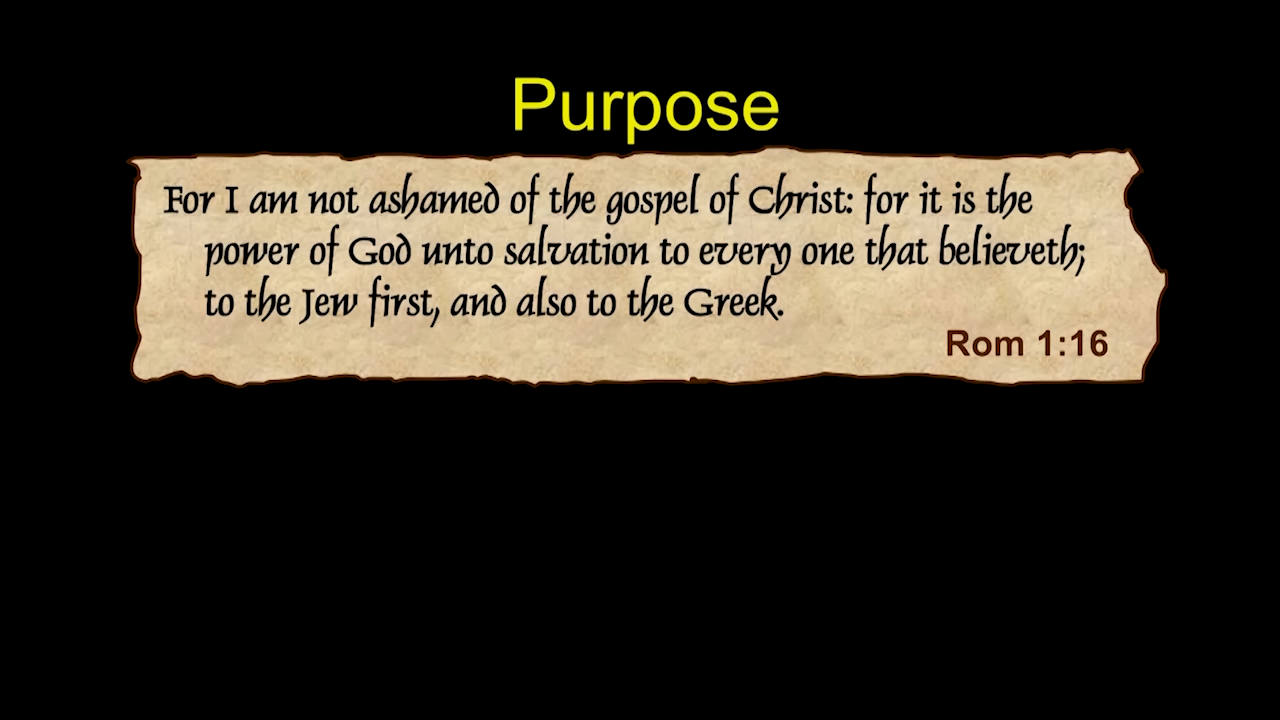 Purpose
For I am not ashamed of the gospel of Christ: for it is the
power of God unto salvation to every one that believeth;
to the Jew first, and also to the Greek.
Rom 1:16